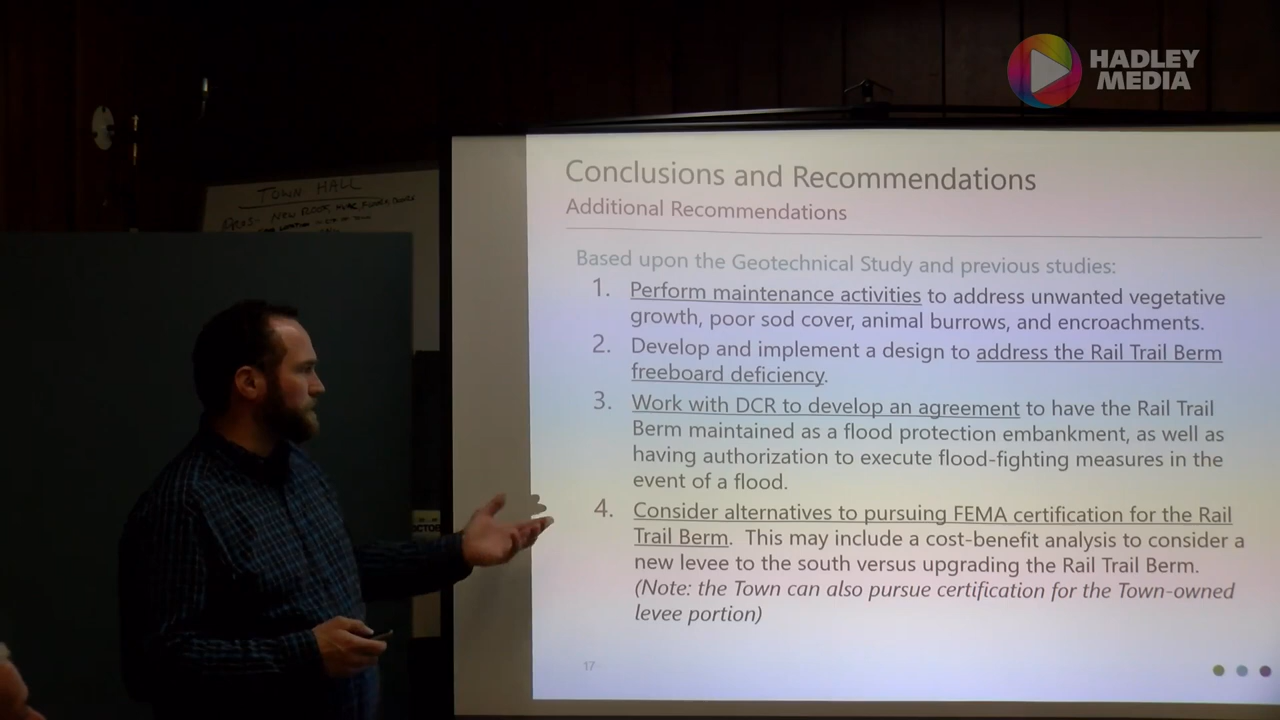 HADLEY
MEDIA
TOWN HALL
NEW ROOF, HVAC, FLOORS, DOORS
Conclusions and Recommendations
Additional Recommendations
Based upon the Geotechnical Study and previous studies:
1. Perform maintenance activities to address unwanted vegetative
growth, poor sod cover, animal burrows, and encroachments.
2. Develop and implement a design to address the Rail Trail Berm
freeboard deficiency.
3. Work with DCR to develop an agreement to have the Rail Trail
Berm maintained as a flood protection embankment, as well as
having authorization to execute flood-fighting measures in the
event of a flood.
4. Consider alternatives to pursuing FEMA certification for the Rail
Trail Berm. This may include a cost-benefit analysis to consider a
new levee to the south versus upgrading the Rail Trail Berm.
(Note: the Town can also pursue certification for the Town-owned
levee portion)
17